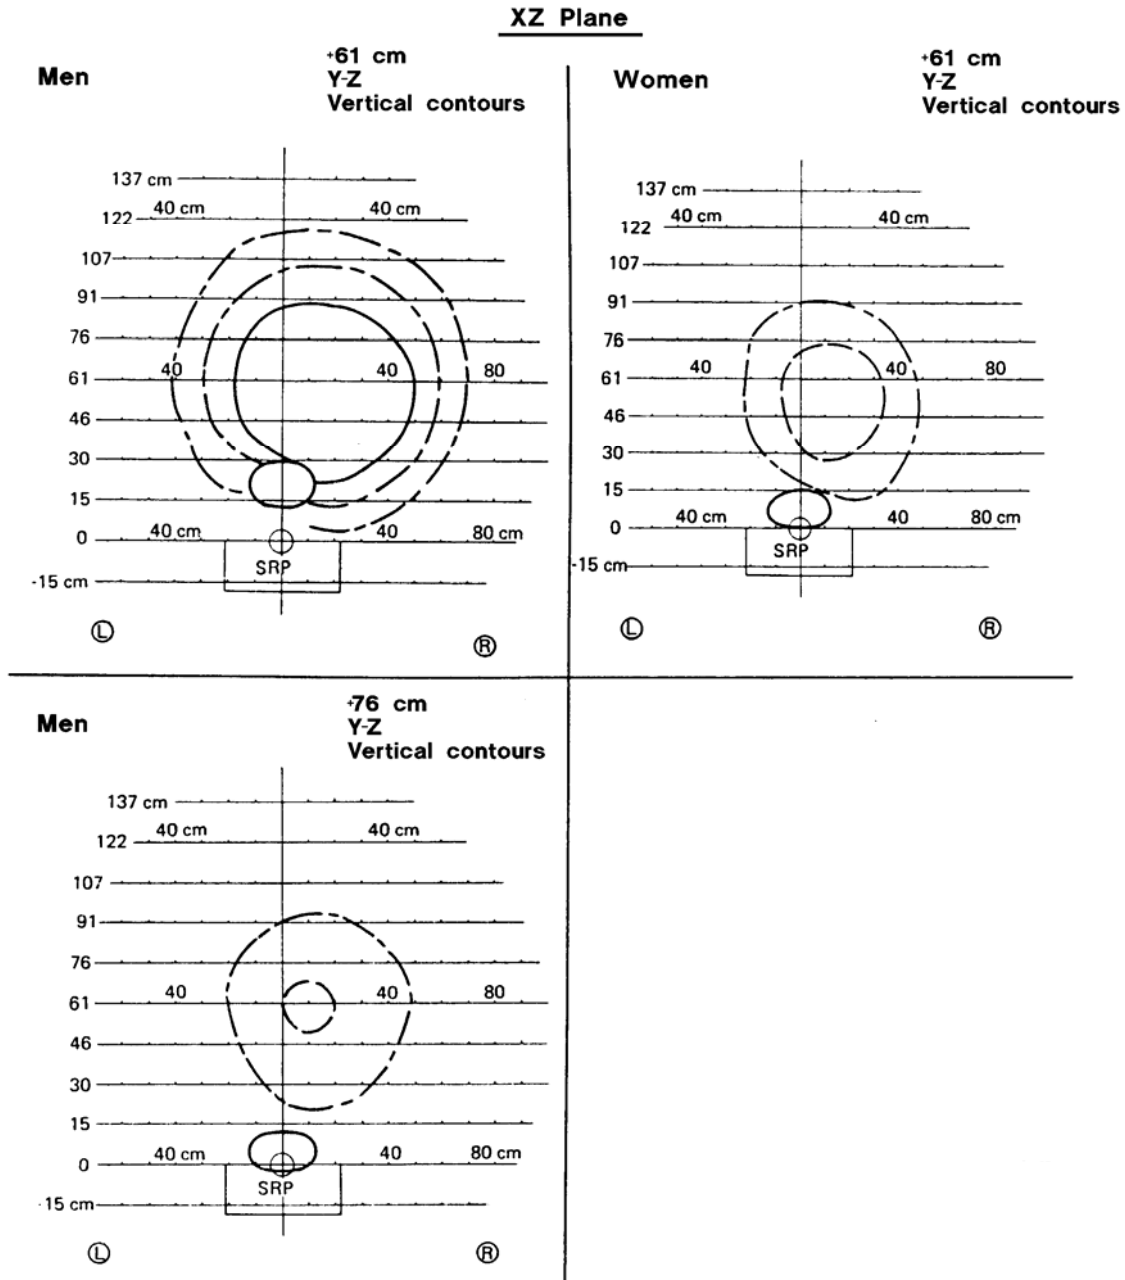 XZ Plane
Men
+61 cm
Y-Z
Vertical contours
137 cm
40 cm 40 cm
122
107
91
76
40 40 80
61
46
30
15
40 cm 40 80 cm
0
SRP
-15 cm
L
R
Women
+61 cm
Y-Z
Vertical contours
137 cm
40 cm 40 cm
122
107
91
76
40 40 80
61
46
30
15
40 cm 40 80 cm
0
SRP
-15 cm
L
R
Men
+76 cm
Y-Z
Vertical contours
137 cm
40 cm 40 cm
122
107
91
76
40 40 80
61
46
30
15
40 cm 40 80 cm
0
SRP
-15 cm
L
R